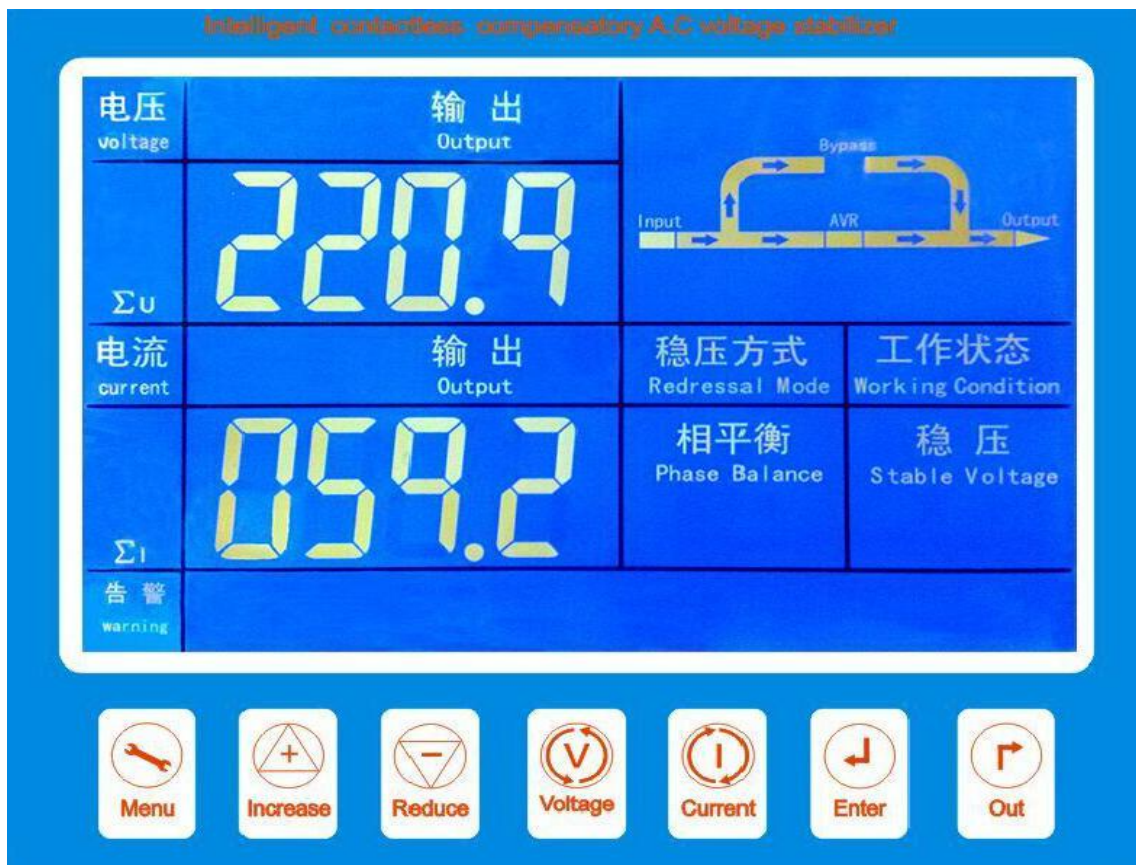 Intelligent contactless compensatory A.C voltage stabilizer
电压
voltage
输出
Output
220.9
ΣU
Bypass
Input
AVR
Output
电流
current
输出
Output
059.2
ΣI
稳压方式
Redressal Mode
工作状态
Working Condition
相平衡
Phase Balance
稳压
Stable Voltage
告警
warning
+
−
V
I
Menu
Increase
Reduce
Voltage
Current
Enter
Out